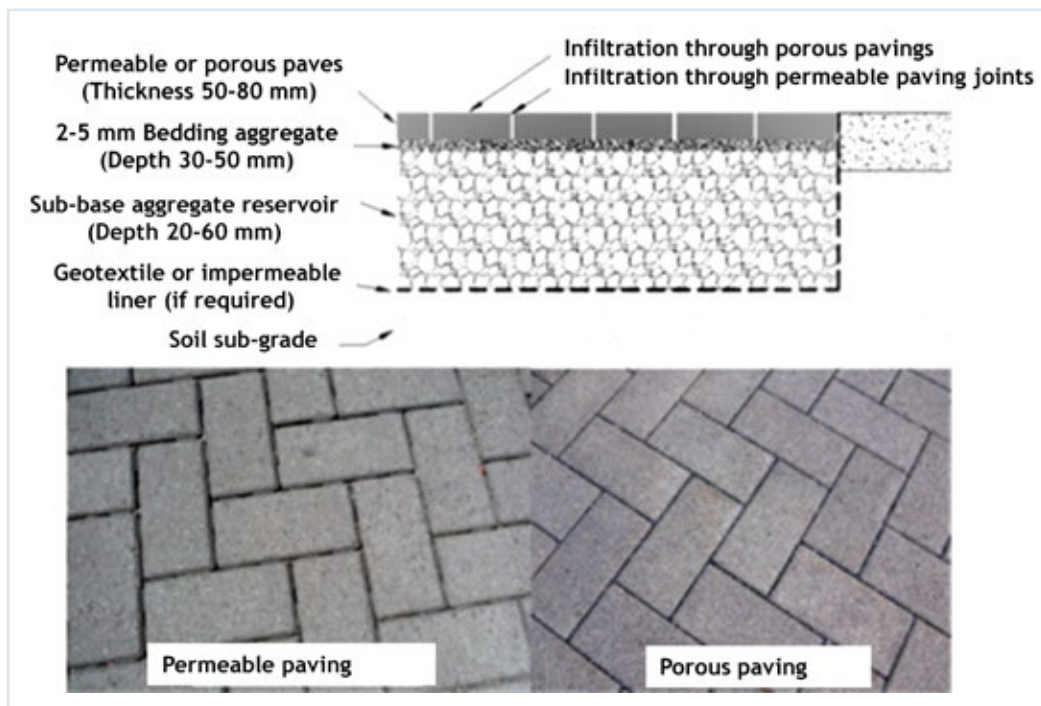 Permeable or porous paves
(Thickness 50-80 mm)
2-5 mm Bedding aggregate
(Depth 30-50 mm)
Sub-base aggregate reservoir
(Depth 20-60 mm)
Geotextile or impermeable
liner (if required)
Soil sub-grade
Infiltration through porous pavings
Infiltration through permeable paving joints
Permeable paving
Porous paving